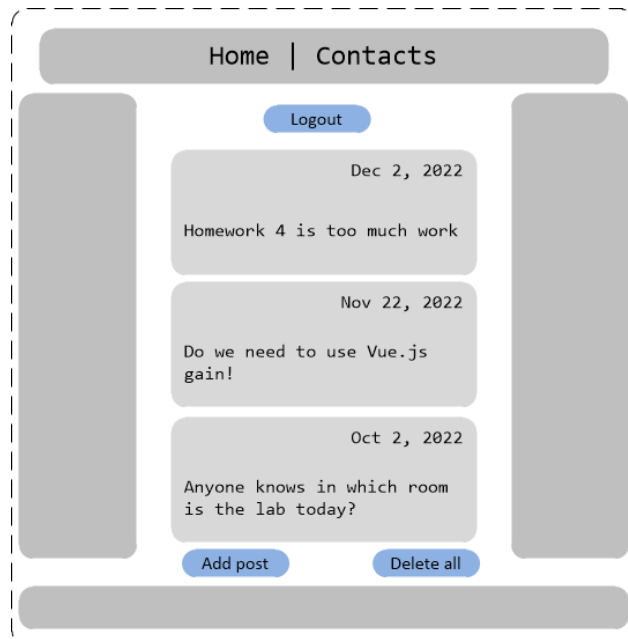 Home | Contacts
Logout
Dec 2, 2022
Homework 4 is too much work
Nov 22, 2022
Do we need to use Vue.js
gain!
Oct 2, 2022
Anyone knows in which room
is the lab today?
Add post
Delete all